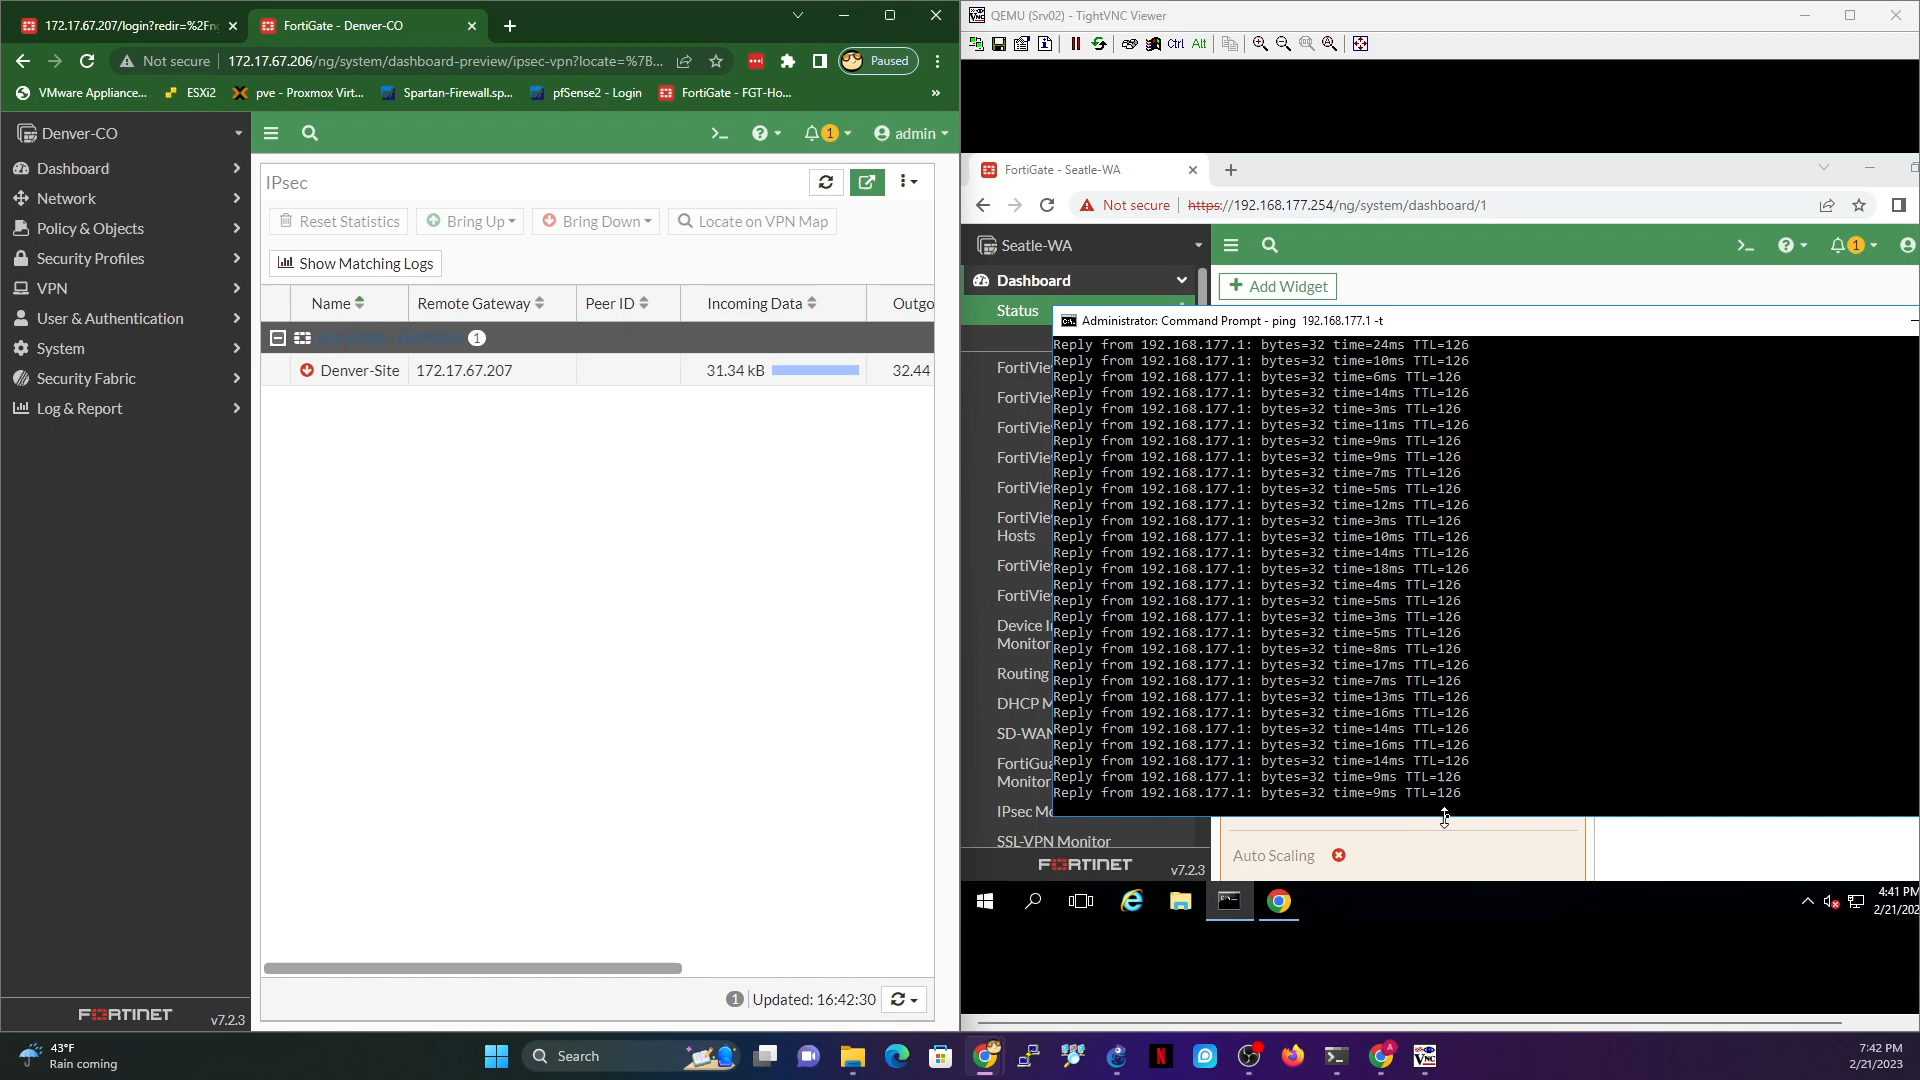 172.17.67.207/login?redir=%2Fn
FortiGate - Denver-CO
Not secure
172.17.67.206/ng/system/dashboard-preview/ipsec-vpn?locate=%7B...
Paused
VMware Appliance...
ESXi2
pve - Proxmox Virt...
Spartan-Firewall.sp...
pfSense2 - Login
FortiGate - FGT-Ho...
»
Denver-CO
1
admin
Dashboard
Network
Policy & Objects
Security Profiles
VPN
User & Authentication
System
Security Fabric
Log & Report
FORTINET
v7.2.3
IPsec
Reset Statistics
Bring Up
Bring Down
Locate on VPN Map
Show Matching Logs
Name
Remote Gateway
Peer ID
Incoming Data
Outgo
1
Denver-Site
172.17.67.207
31.34 kB
32.44
1
Updated: 16:42:30
QEMU (Srv02) - TightVNC Viewer
Ctrl
Alt
FortiGate - Seatle-WA
Not secure
https://192.168.177.254/ng/system/dashboard/1
Seatle-WA
1
Dashboard
Add Widget
Status
FortiVie
FortiVie
FortiVie
FortiVie
FortiVie
FortiVie
Hosts
FortiVie
FortiVie
Device I
Monitor
Routing
DHCP M
SD-WAN
FortiGua
Monitor
IPsec Mo
SSL-VPN Monitor
FORTINET
v7.2.3
Administrator: Command Prompt - ping 192.168.177.1 -t
Reply from 192.168.177.1: bytes=32 time=24ms TTL=126
Reply from 192.168.177.1: bytes=32 time=10ms TTL=126
Reply from 192.168.177.1: bytes=32 time=6ms TTL=126
Reply from 192.168.177.1: bytes=32 time=14ms TTL=126
Reply from 192.168.177.1: bytes=32 time=3ms TTL=126
Reply from 192.168.177.1: bytes=32 time=11ms TTL=126
Reply from 192.168.177.1: bytes=32 time=9ms TTL=126
Reply from 192.168.177.1: bytes=32 time=9ms TTL=126
Reply from 192.168.177.1: bytes=32 time=7ms TTL=126
Reply from 192.168.177.1: bytes=32 time=5ms TTL=126
Reply from 192.168.177.1: bytes=32 time=12ms TTL=126
Reply from 192.168.177.1: bytes=32 time=3ms TTL=126
Reply from 192.168.177.1: bytes=32 time=10ms TTL=126
Reply from 192.168.177.1: bytes=32 time=14ms TTL=126
Reply from 192.168.177.1: bytes=32 time=18ms TTL=126
Reply from 192.168.177.1: bytes=32 time=4ms TTL=126
Reply from 192.168.177.1: bytes=32 time=5ms TTL=126
Reply from 192.168.177.1: bytes=32 time=3ms TTL=126
Reply from 192.168.177.1: bytes=32 time=5ms TTL=126
Reply from 192.168.177.1: bytes=32 time=8ms TTL=126
Reply from 192.168.177.1: bytes=32 time=17ms TTL=126
Reply from 192.168.177.1: bytes=32 time=7ms TTL=126
Reply from 192.168.177.1: bytes=32 time=13ms TTL=126
Reply from 192.168.177.1: bytes=32 time=16ms TTL=126
Reply from 192.168.177.1: bytes=32 time=14ms TTL=126
Reply from 192.168.177.1: bytes=32 time=16ms TTL=126
Reply from 192.168.177.1: bytes=32 time=14ms TTL=126
Reply from 192.168.177.1: bytes=32 time=9ms TTL=126
Reply from 192.168.177.1: bytes=32 time=9ms TTL=126
Auto Scaling
4:41 PM
2/21/202
43°F
Rain coming
Search
7:42 PM
2/21/2023